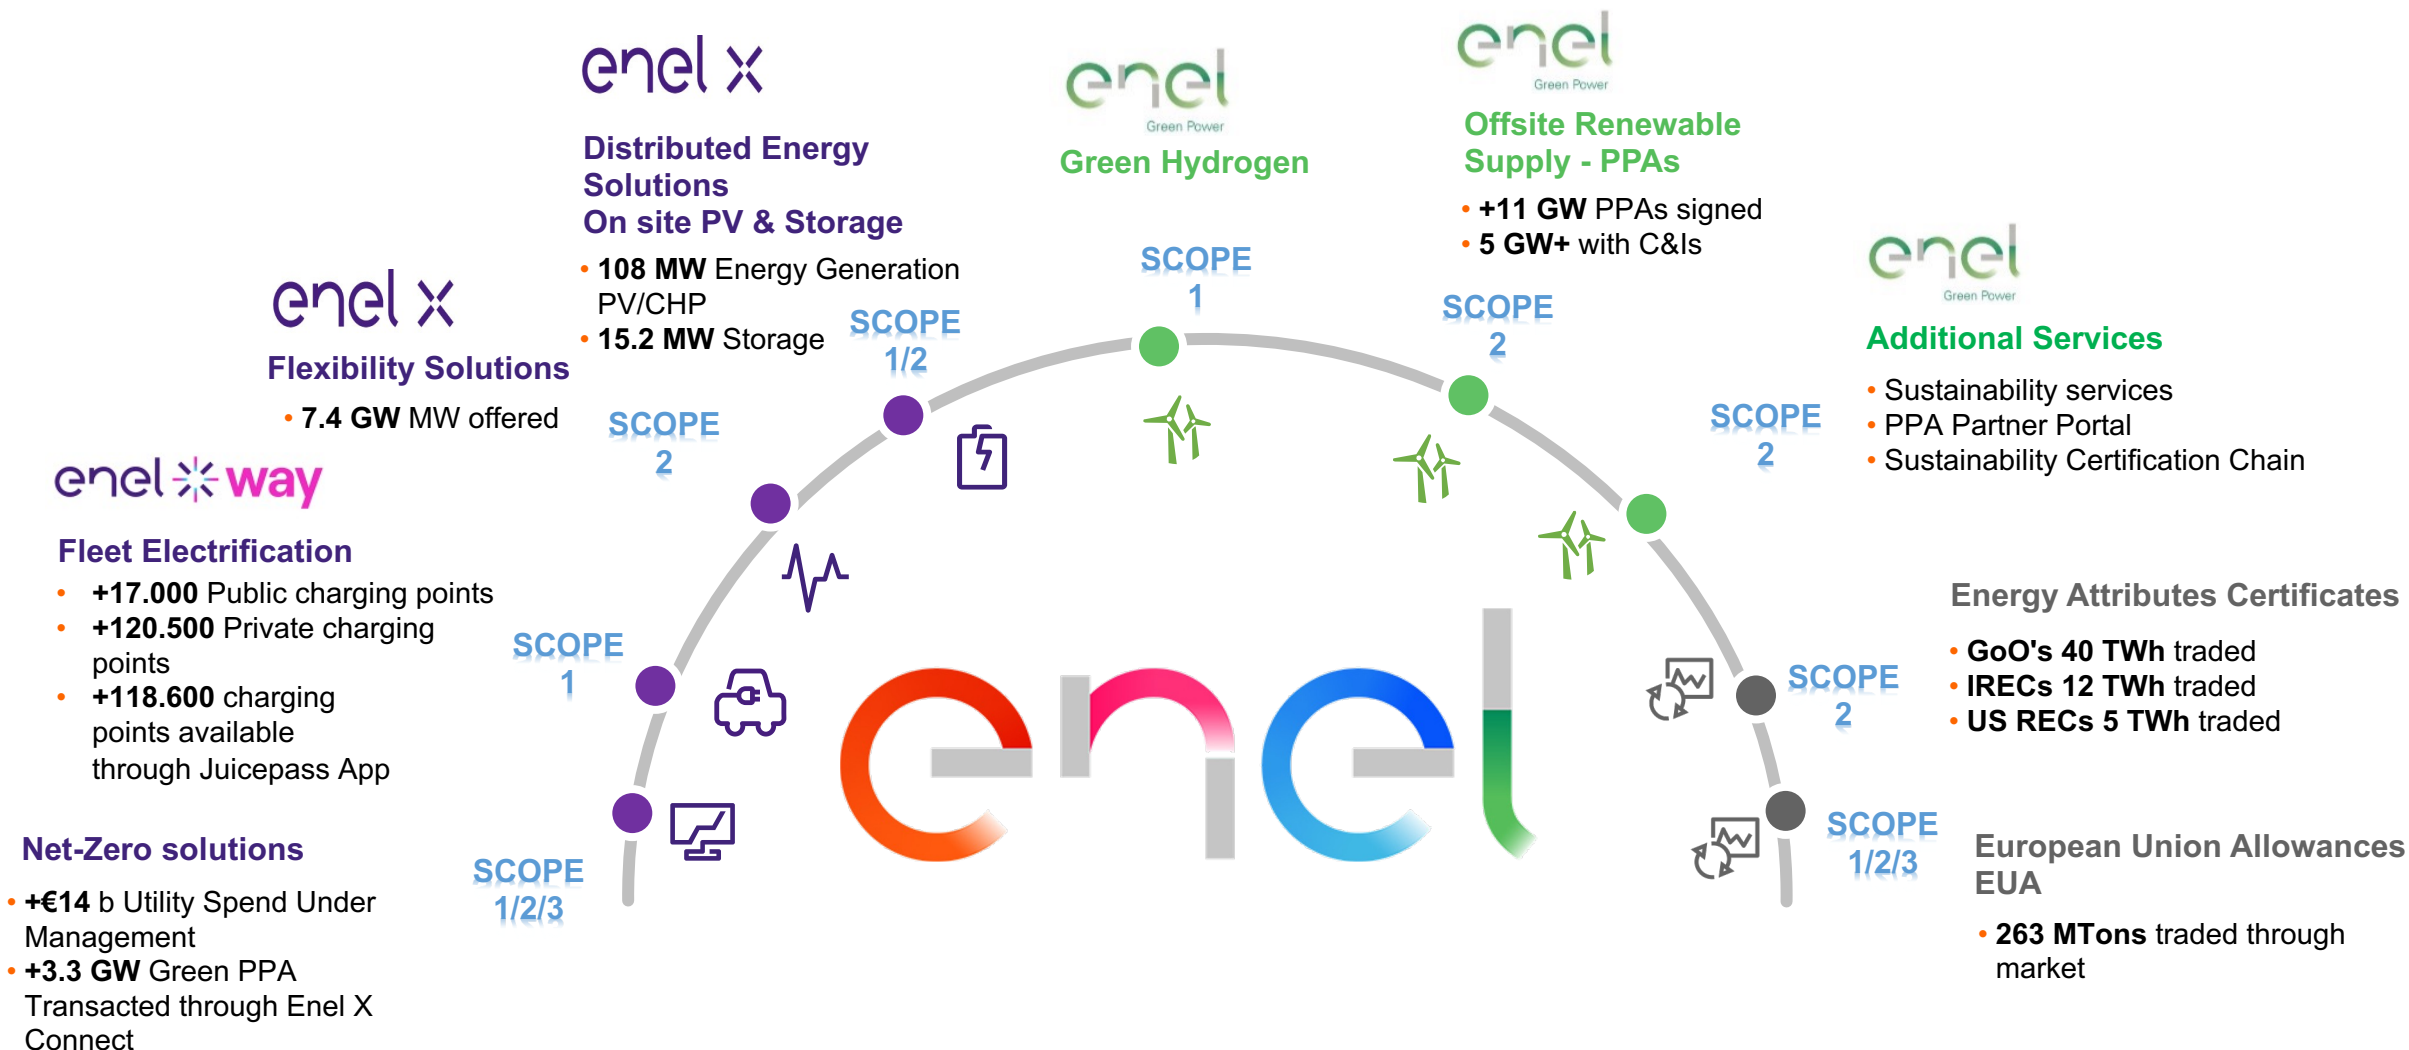 enel x
Distributed Energy
Solutions
On site PV & Storage
• 108 MW Energy Generation
PV/CHP
• 15.2 MW Storage
SCOPE
1/2
enel
Green Power
Green Hydrogen
SCOPE
1
enel
Green Power
Offsite Renewable
Supply - PPAs
• +11 GW PPAs signed
• 5 GW+ with C&Is
SCOPE
2
enel
Green Power
Additional Services
• Sustainability services
• PPA Partner Portal
• Sustainability Certification Chain
SCOPE
2
enel x
Flexibility Solutions
• 7.4 GW MW offered
SCOPE
2
enel way
Fleet Electrification
• +17.000 Public charging points
• +120.500 Private charging
points
• +118.600 charging
points available
through Juicepass App
SCOPE
1
Energy Attributes Certificates
• GoO's 40 TWh traded
• IRECs 12 TWh traded
• US RECs 5 TWh traded
SCOPE
2
enel
Net-Zero solutions
• +€14 b Utility Spend Under
Management
• +3.3 GW Green PPA
Transacted through Enel X
Connect
SCOPE
1/2/3
SCOPE
1/2/3
European Union Allowances
EUA
• 263 MTons traded through
market